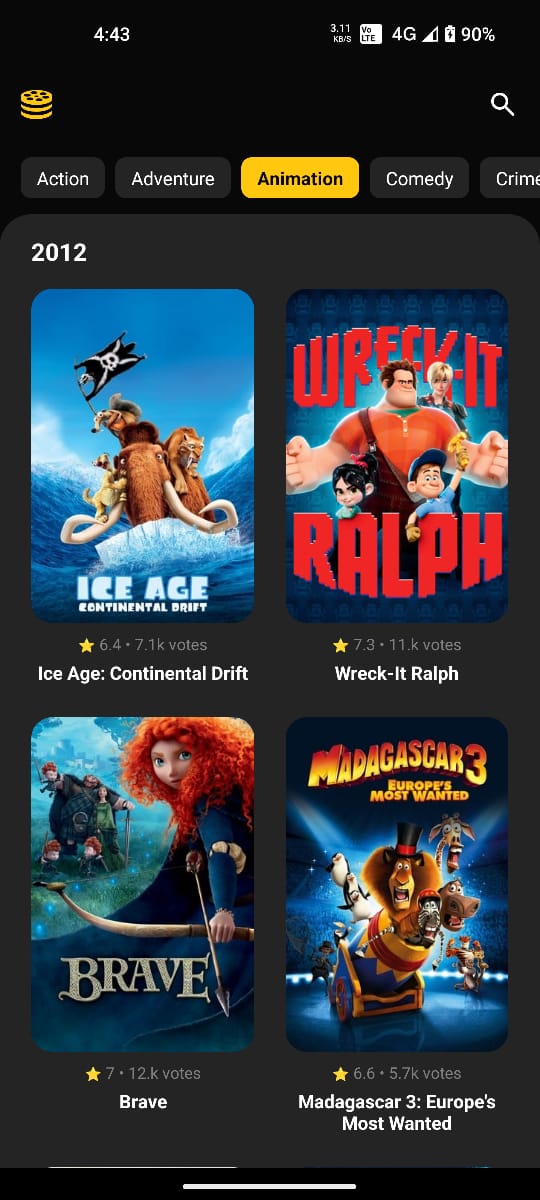 4:43
3.11
KB/S
Vo
LTE
4G
90%
Action
Adventure
Animation
Comedy
Crime
2012
WRECK-IT
RALPH
ICE AGE
CONTINENTAL DRIFT
6.4 • 7.1k votes
7.3 • 11.k votes
Ice Age: Continental Drift
Wreck-It Ralph
MADAGASCAR 3
EUROPE'S
MOST WANTED
BRAVE
7 • 12.k votes
6.6 • 5.7k votes
Brave
Madagascar 3: Europe's
Most Wanted